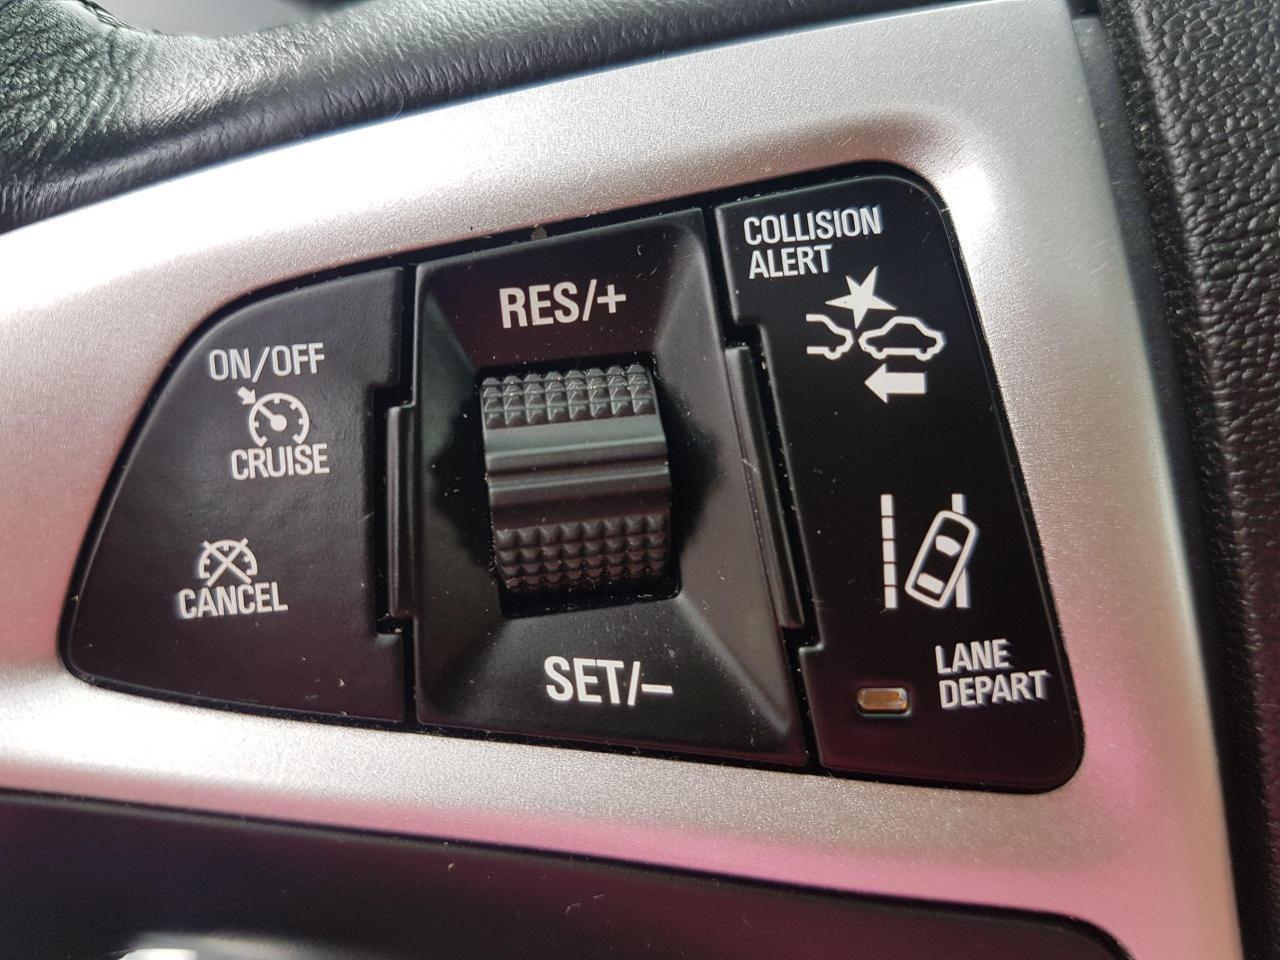 ON/OFF
CRUISE
CANCEL
RES/+
SET/–
COLLISION
ALERT
LANE
DEPART